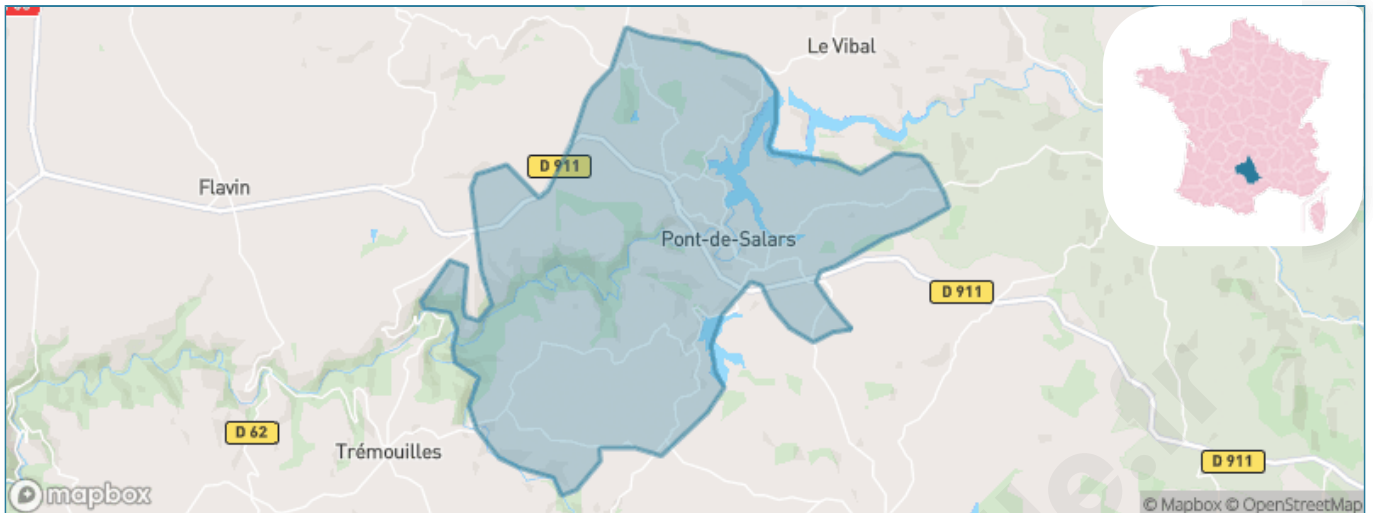 Le Vibal
D 911
Flavin
Pont-de-Salars
D 911
D 62
Trémouilles
D 911
mapbox
© Mapbox © OpenStreetMap